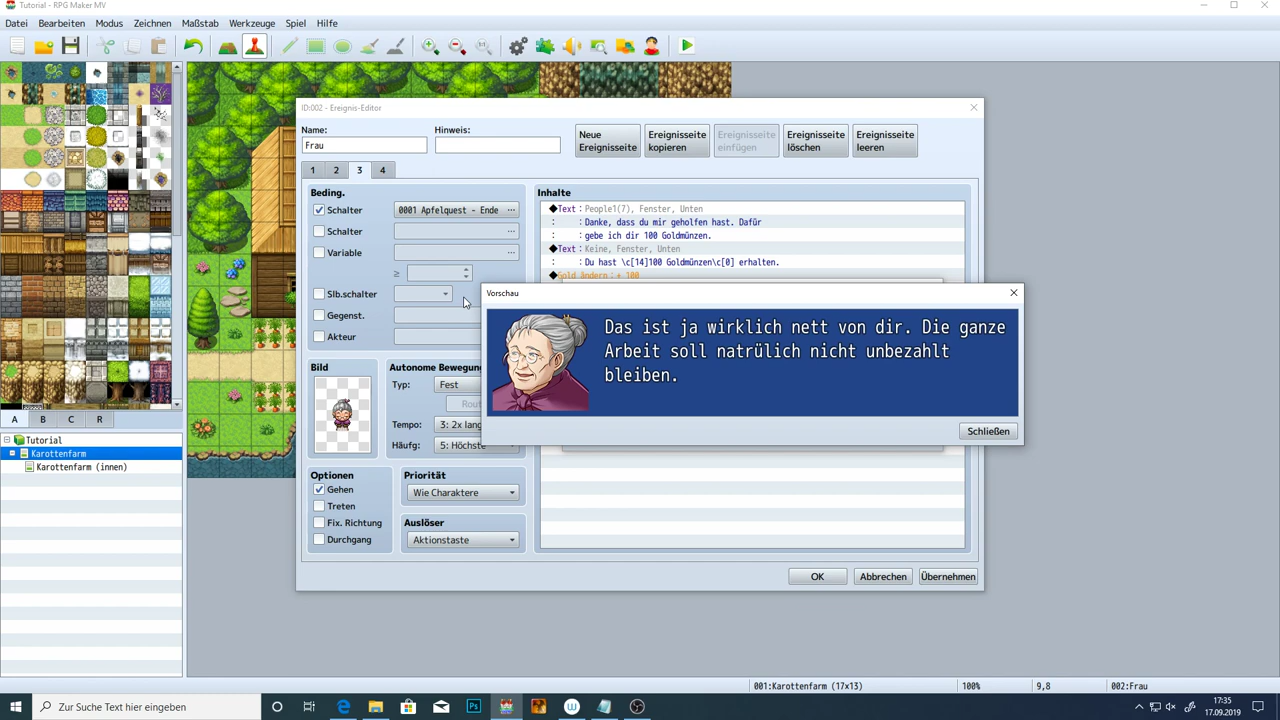 Tutorial - RPG Maker MV
Datei Bearbeiten Modus Zeichnen Maßstab Werkzeuge Spiel Hilfe
ID:002 - Ereignis-Editor
Name: Hinweis:
Frau
Neue Ereignisseite
Ereignisseite kopieren
Ereignisseite einfügen
Ereignisseite löschen
Ereignisseite leeren
1 2 3 4
Beding.
Schalter 0001 Apfelquest - Ende ...
Schalter ...
Variable ...
≥
Slb.schalter
Gegenst.
Akteur
Bild
Autonome Bewegung
Typ: Fest
Rout
Tempo: 3: 2x lang
Häufg: 5: Höchste
Optionen
Gehen
Treten
Fix. Richtung
Durchgang
Priorität
Wie Charaktere
Auslöser
Aktionstaste
Inhalte
◆Text : People1(7), Fenster, Unten
: : Danke, dass du mir geholfen hast. Dafür
: : gebe ich dir 100 Goldmünzen.
◆Text : Keine, Fenster, Unten
: : Du hast \c[14]100 Goldmünzen\c[0] erhalten.
◆Gold ändern : + 100
Vorschau
Das ist ja wirklich nett von dir. Die ganze
Arbeit soll natrülich nicht unbezahlt
bleiben.
Schließen
OK Abbrechen Übernehmen
A B C R
Tutorial
Karottenfarm
Karottenfarm (innen)
001:Karottenfarm (17×13) 100% 9,8 002:Frau
Zur Suche Text hier eingeben
17:35
17.09.2019